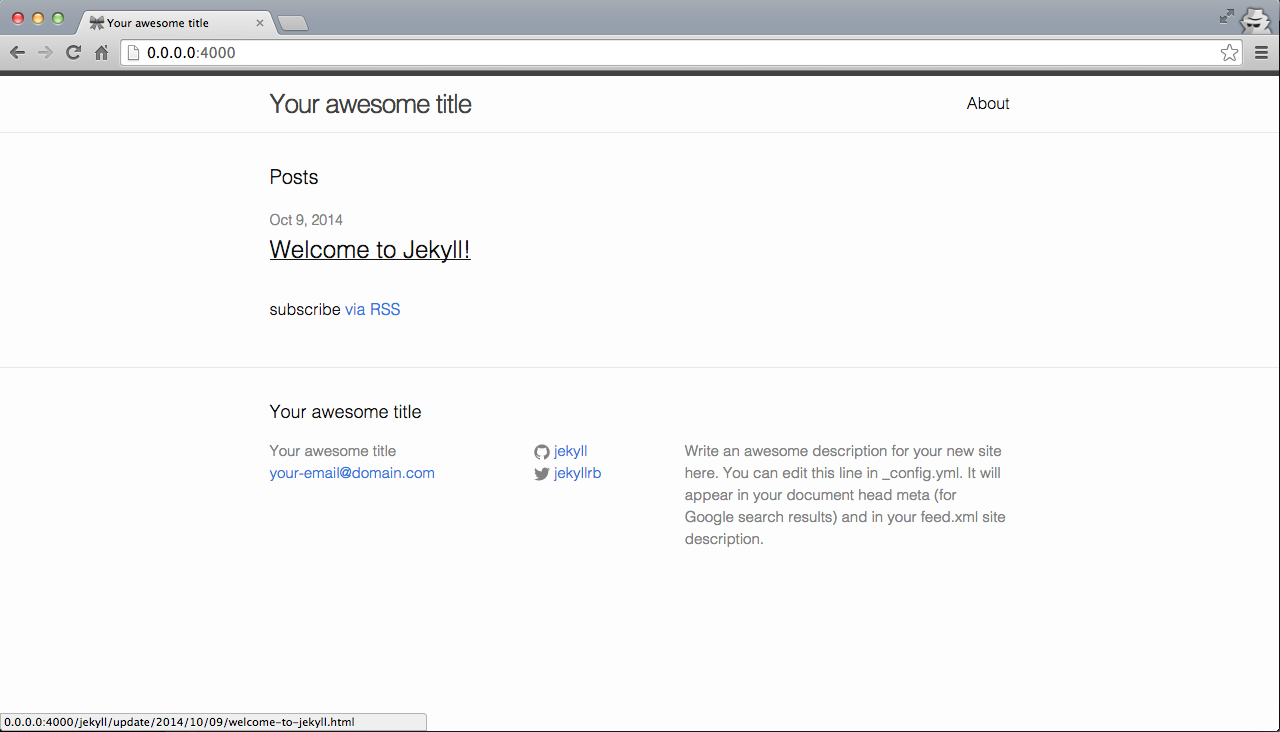 Your awesome title
0.0.0.0:4000
Your awesome title
About
Posts
Oct 9, 2014
Welcome to Jekyll!
subscribe via RSS
Your awesome title
Your awesome title
your-email@domain.com
jekyll
jekyllrb
Write an awesome description for your new site
here. You can edit this line in _config.yml. It will
appear in your document head meta (for
Google search results) and in your feed.xml site
description.
0.0.0.0:4000/jekyll/update/2014/10/09/welcome-to-jekyll.html